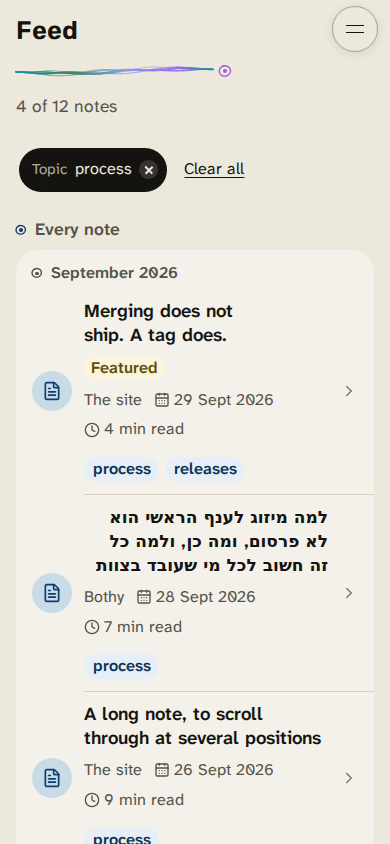 Feed
4 of 12 notes
Topic process
Clear all
Every note
September 2026
Merging does not
ship. A tag does.
Featured
The site 29 Sept 2026
4 min read
process releases
למה מיזוג לענף הראשי הוא
לא פרסום, ומה כן, ולמה כל
זה חשוב לכל מי שעובד בצוות
Bothy 28 Sept 2026
7 min read
process
A long note, to scroll
through at several positions
The site 26 Sept 2026
9 min read
process